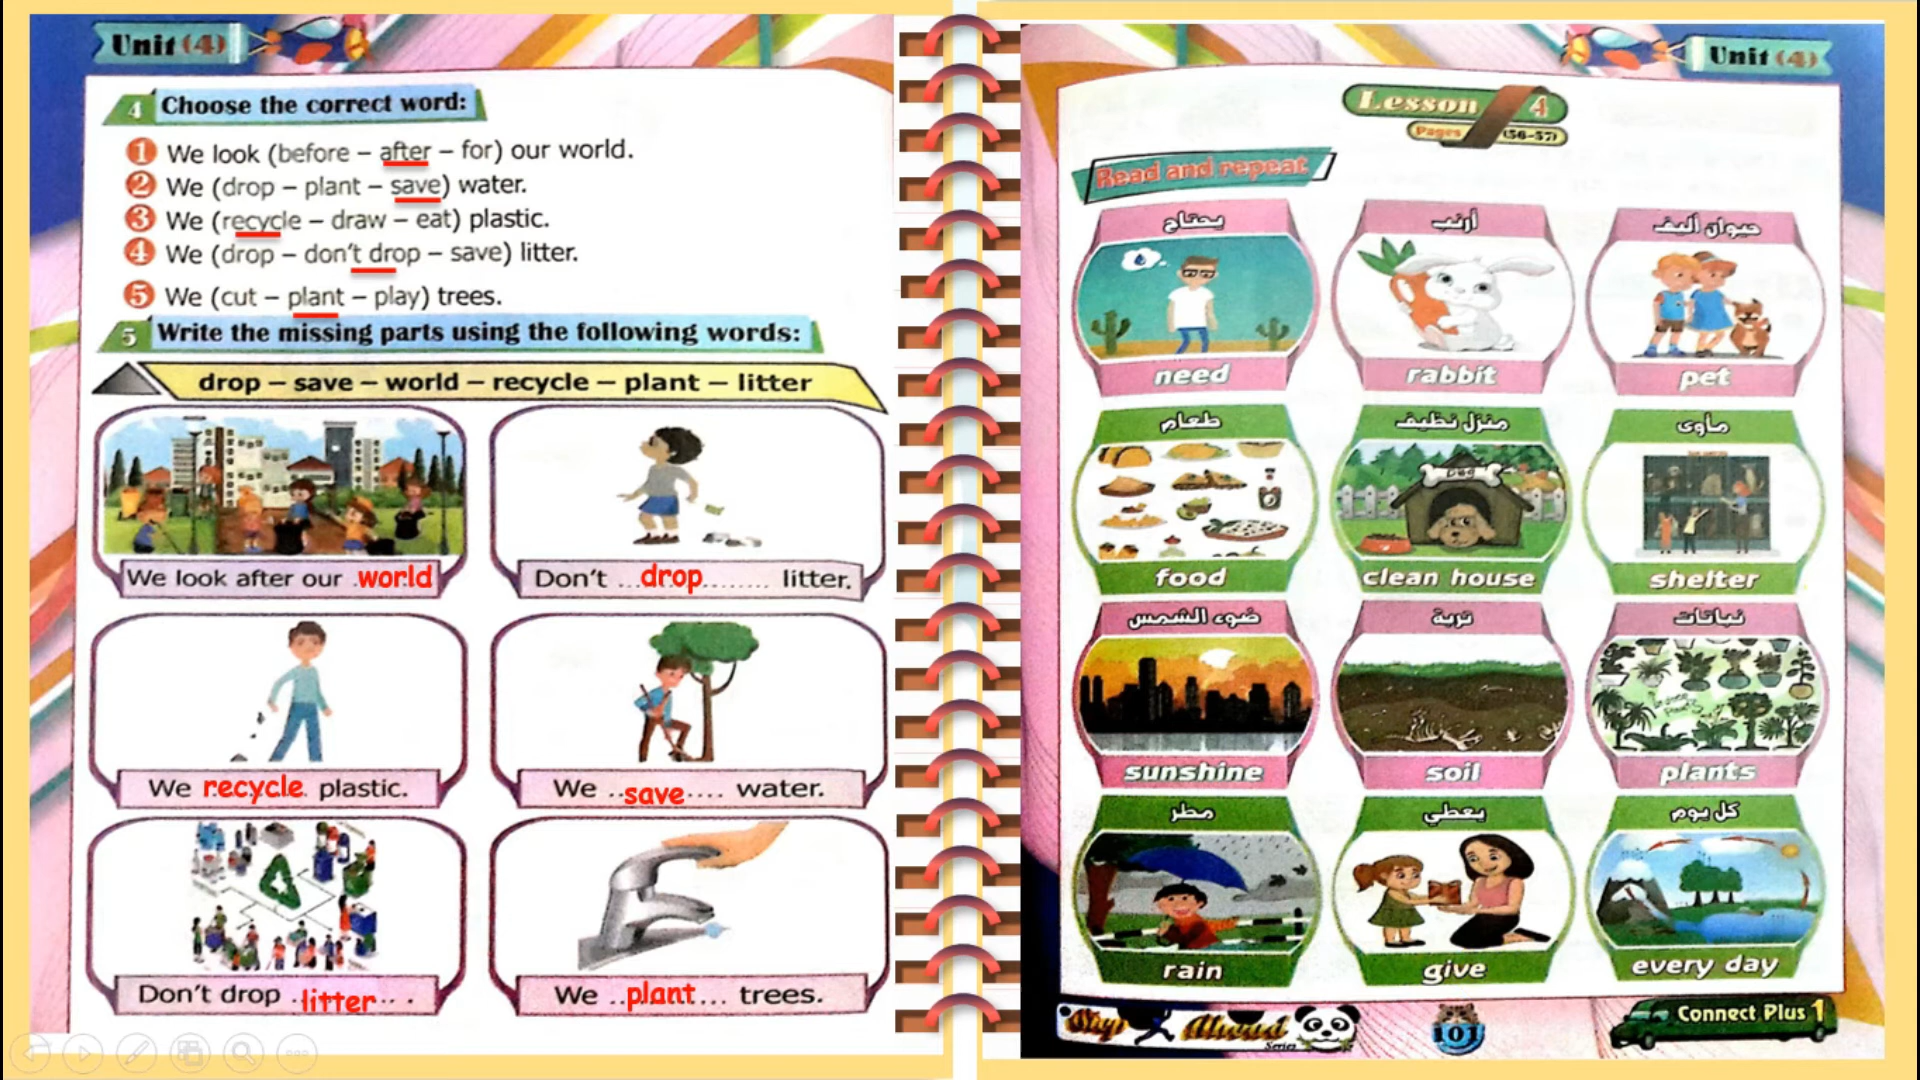 Unit (4)
4 Choose the correct word:
1 We look (before – after – for) our world.
2 We (drop – plant – save) water.
3 We (recycle – draw – eat) plastic.
4 We (drop – don't drop – save) litter.
5 We (cut – plant – play) trees.
5 Write the missing parts using the following words:
drop – save – world – recycle – plant – litter
We look after our .world
Don't ...drop........ litter.
We recycle. plastic.
We ..save.... water.
Don't drop ..litter... .
We ..plant.... trees.
Unit (4)
Lesson 4
Pages (56-57)
Read and repeat
يحتاج
أرنب
حيوان أليف
need
rabbit
pet
طعام
منزل نظيف
مأوى
Dog
food
clean house
shelter
ضوء الشمس
تربة
نباتات
sunshine
soil
plants
مطر
يعطي
كل يوم
rain
give
every day
Ahead
Series
101
Connect Plus 1